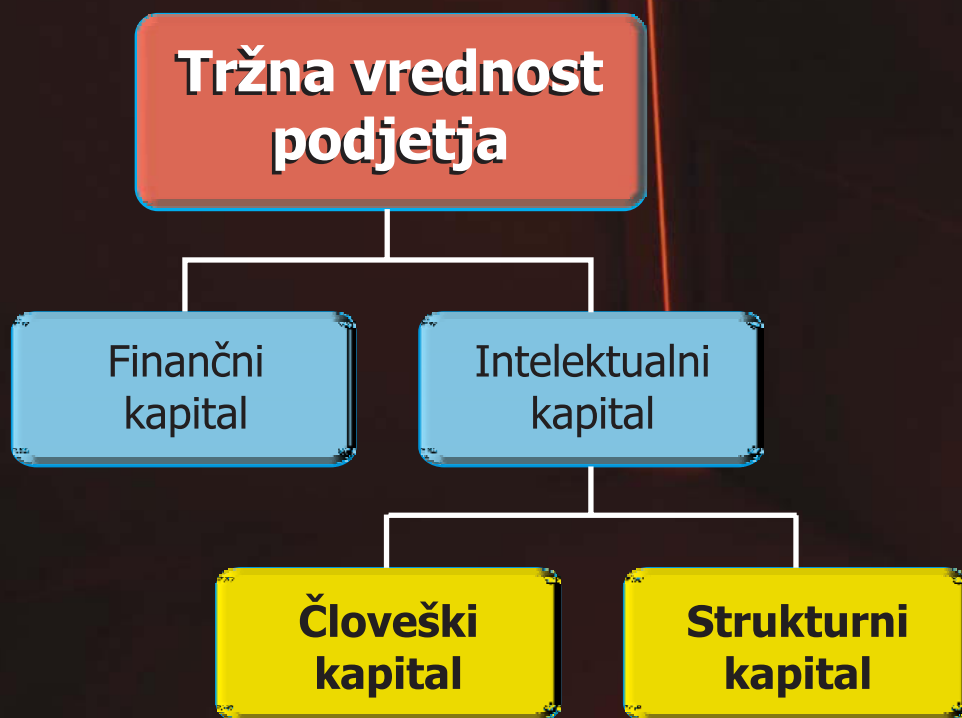 Tržna vrednost
podjetja
Finančni
kapital
Intelektualni
kapital
Človeški
kapital
Strukturni
kapital